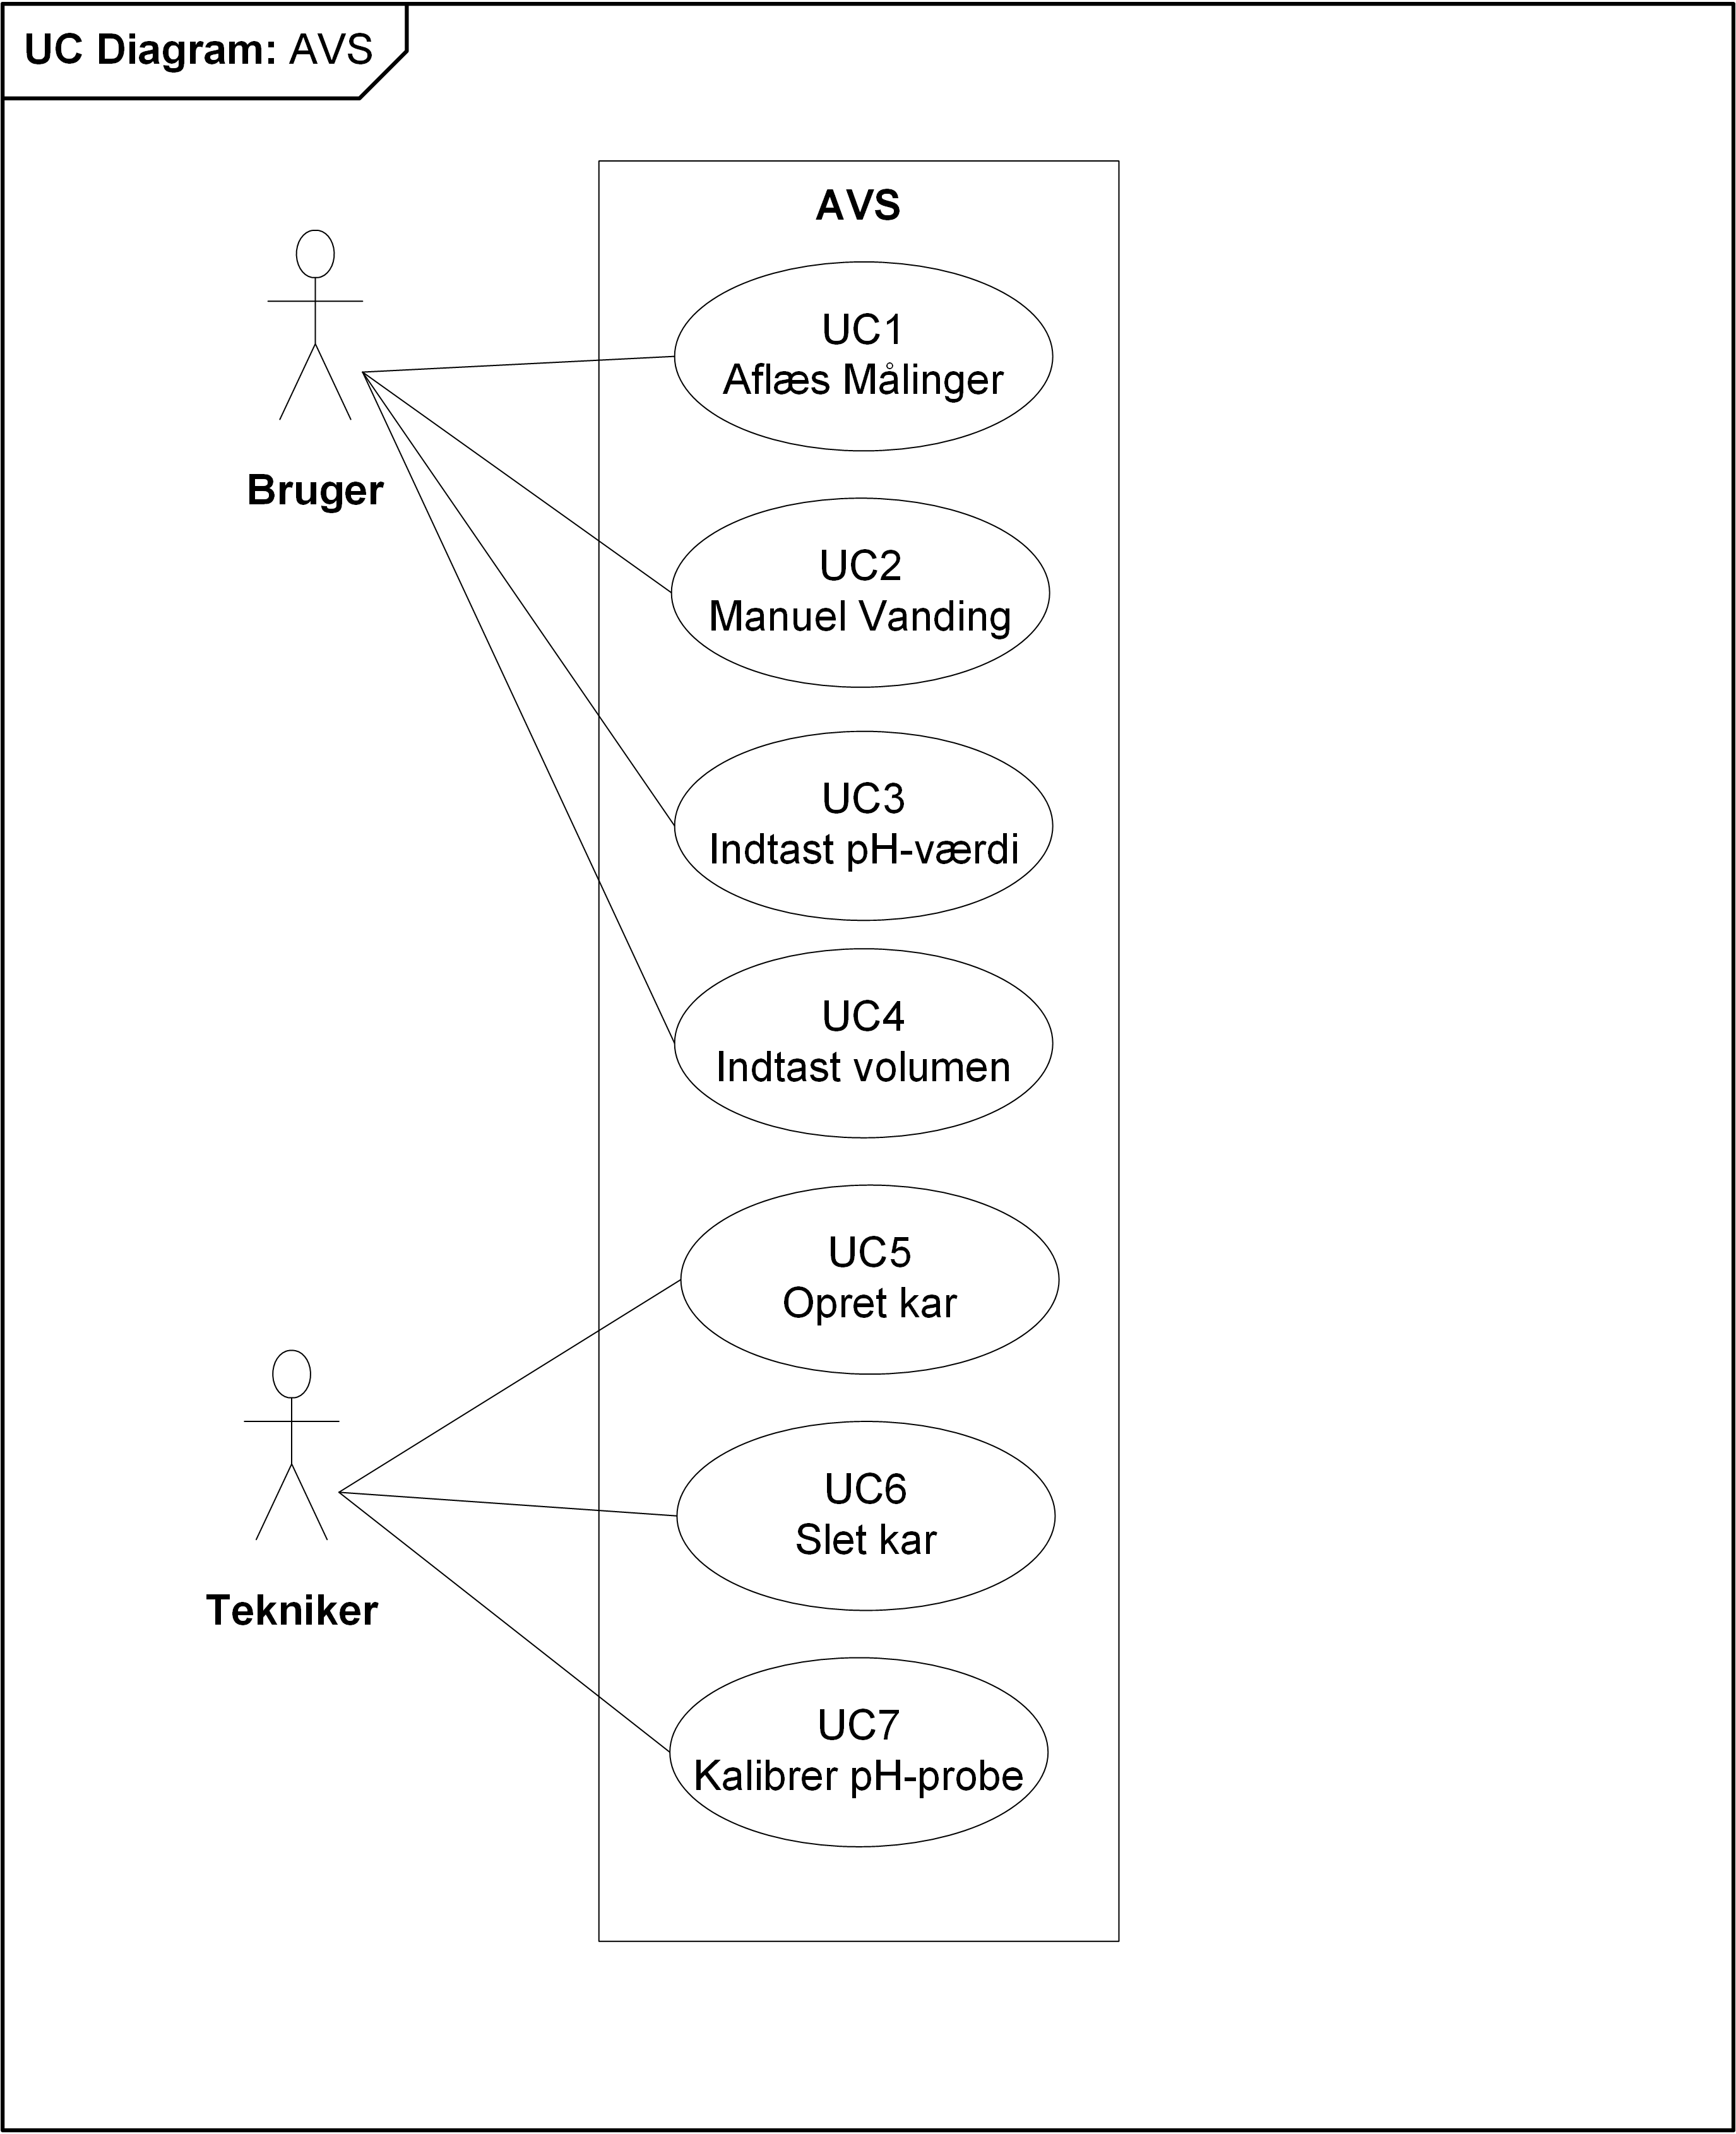 UC Diagram: AVS
AVS
UC1
Aflæs Målinger
Bruger
UC2
Manuel Vanding
UC3
Indtast pH-værdi
UC4
Indtast volumen
UC5
Opret kar
UC6
Slet kar
Tekniker
UC7
Kalibrer pH-probe